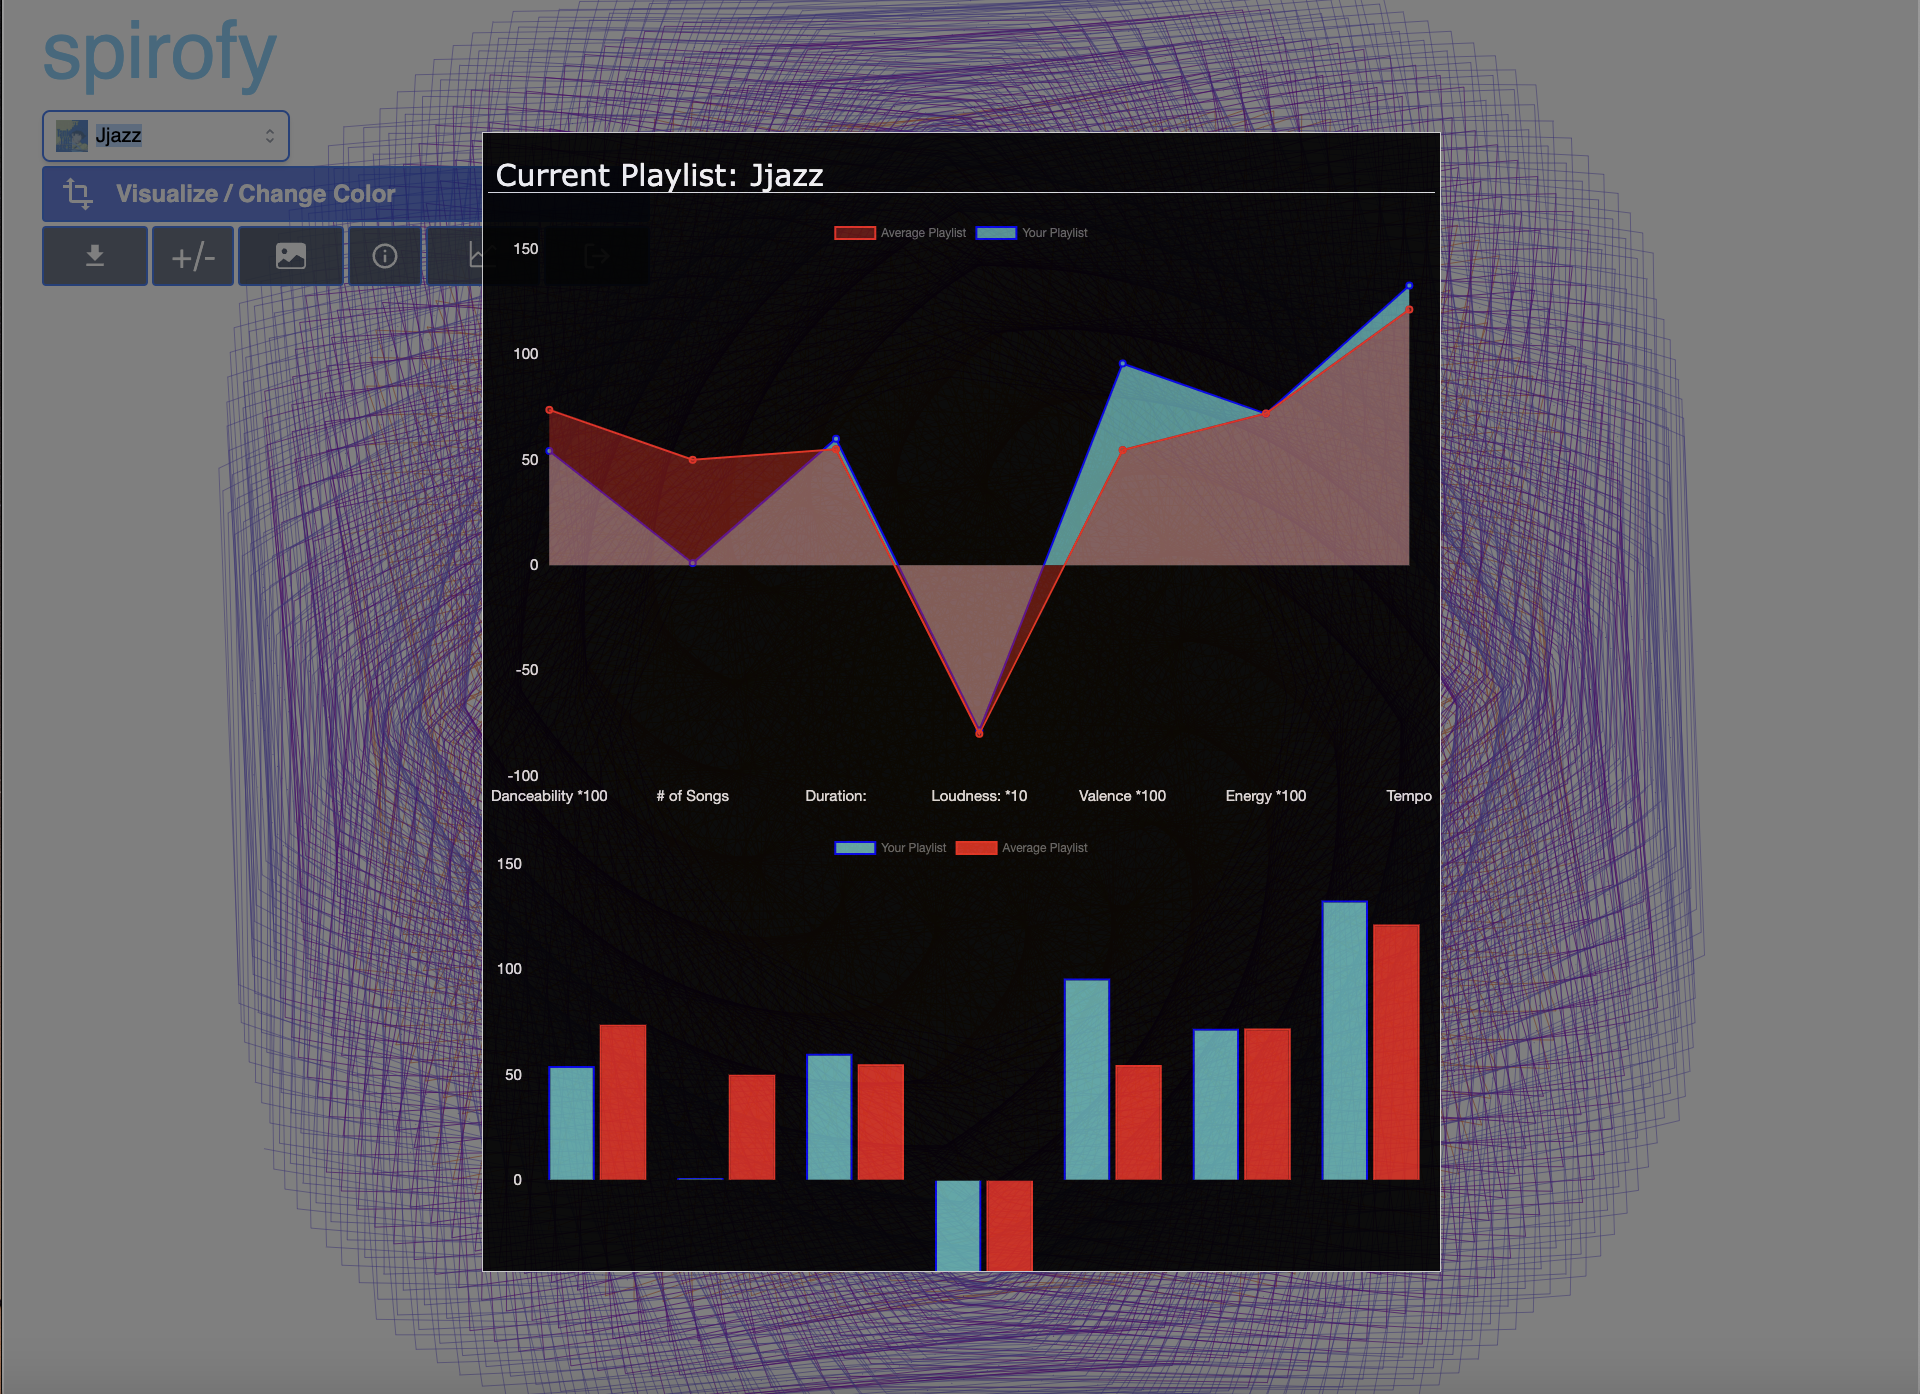 spirofy
Jjazz
Visualize / Change Color
+/-
Current Playlist: Jjazz
Average Playlist Your Playlist
150
100
50
0
-50
-100
Danceability *100 # of Songs Duration: Loudness: *10 Valence *100 Energy *100 Tempo
Your Playlist Average Playlist
150
100
50
0